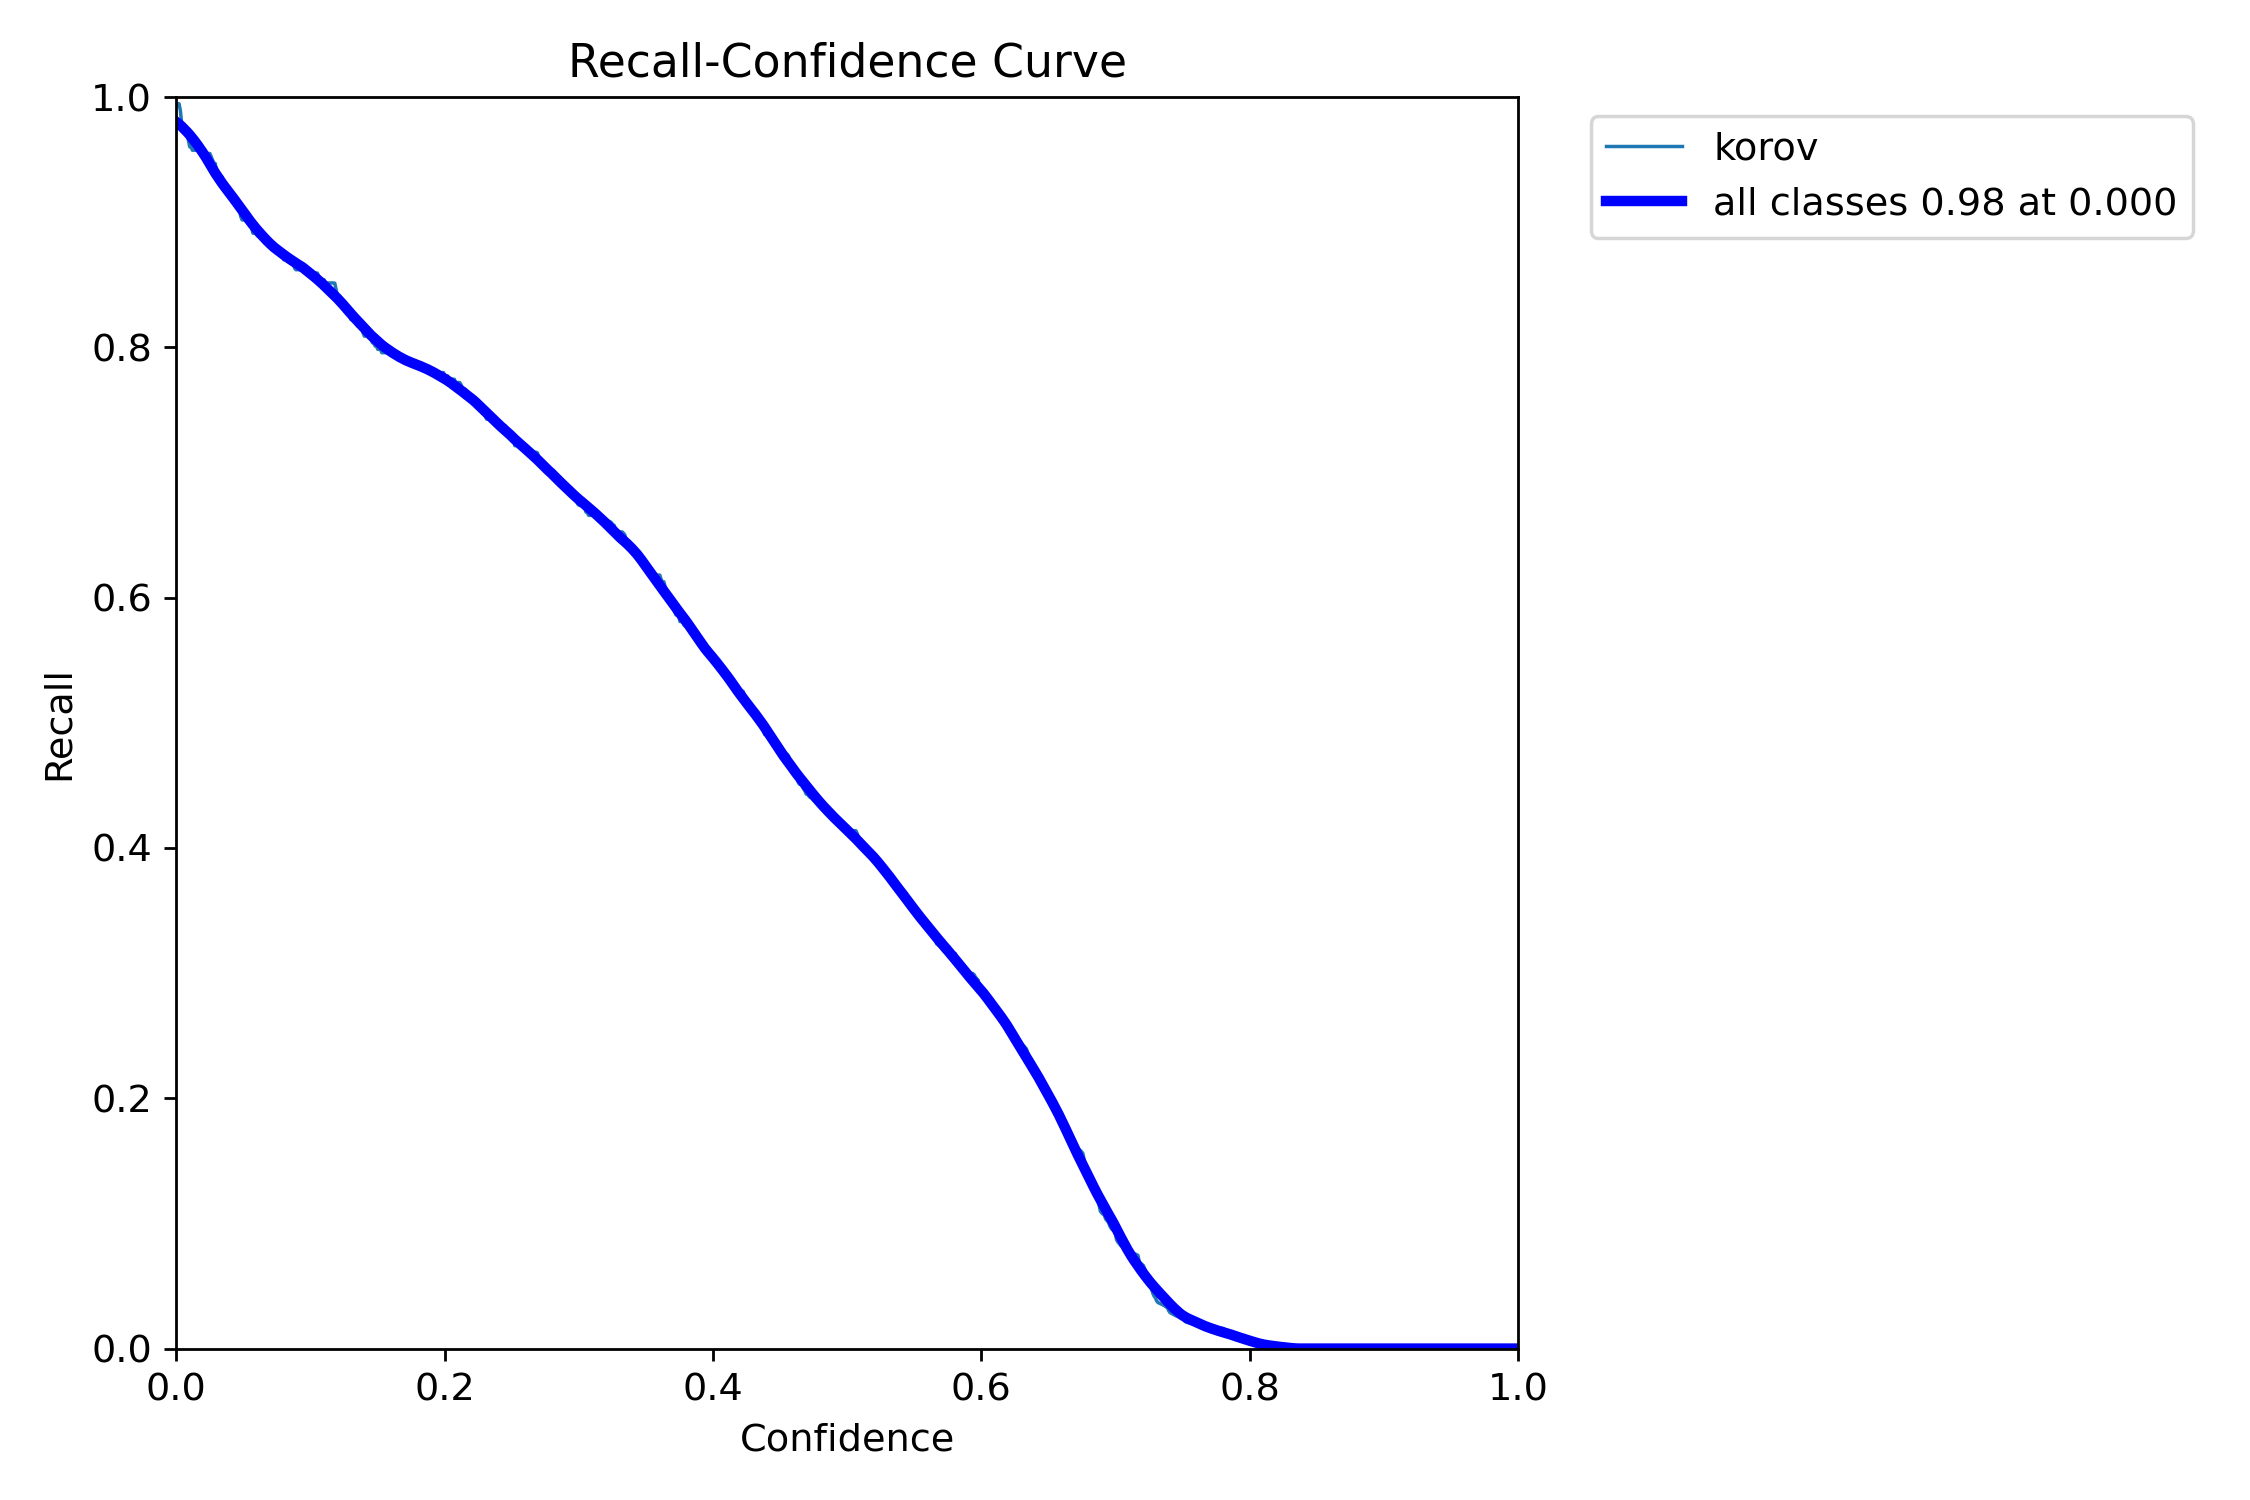 Recall-Confidence Curve
1.0
0.8
0.6
0.4
0.2
0.0
Recall
0.0 0.2 0.4 0.6 0.8 1.0
Confidence
korov
all classes 0.98 at 0.000